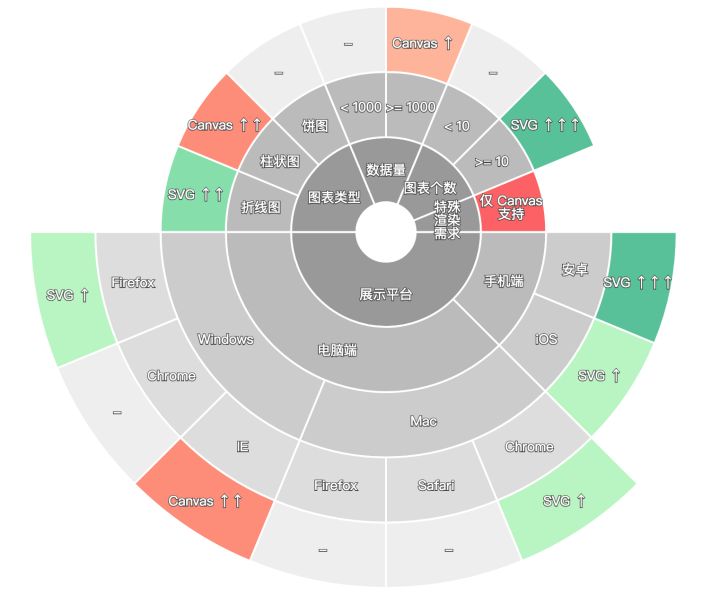 Canvas ↑
–
–
–
SVG ↑↑↑
Canvas ↑↑
SVG ↑↑
< 1000
>= 1000
< 10
>= 10
饼图
柱状图
折线图
数据量
图表个数
图表类型
特殊
渲染
需求
仅 Canvas
支持
展示平台
手机端
安卓
SVG ↑↑↑
iOS
SVG ↑
电脑端
Windows
Firefox
SVG ↑
Chrome
–
IE
Canvas ↑↑
Mac
Firefox
–
Safari
–
Chrome
SVG ↑